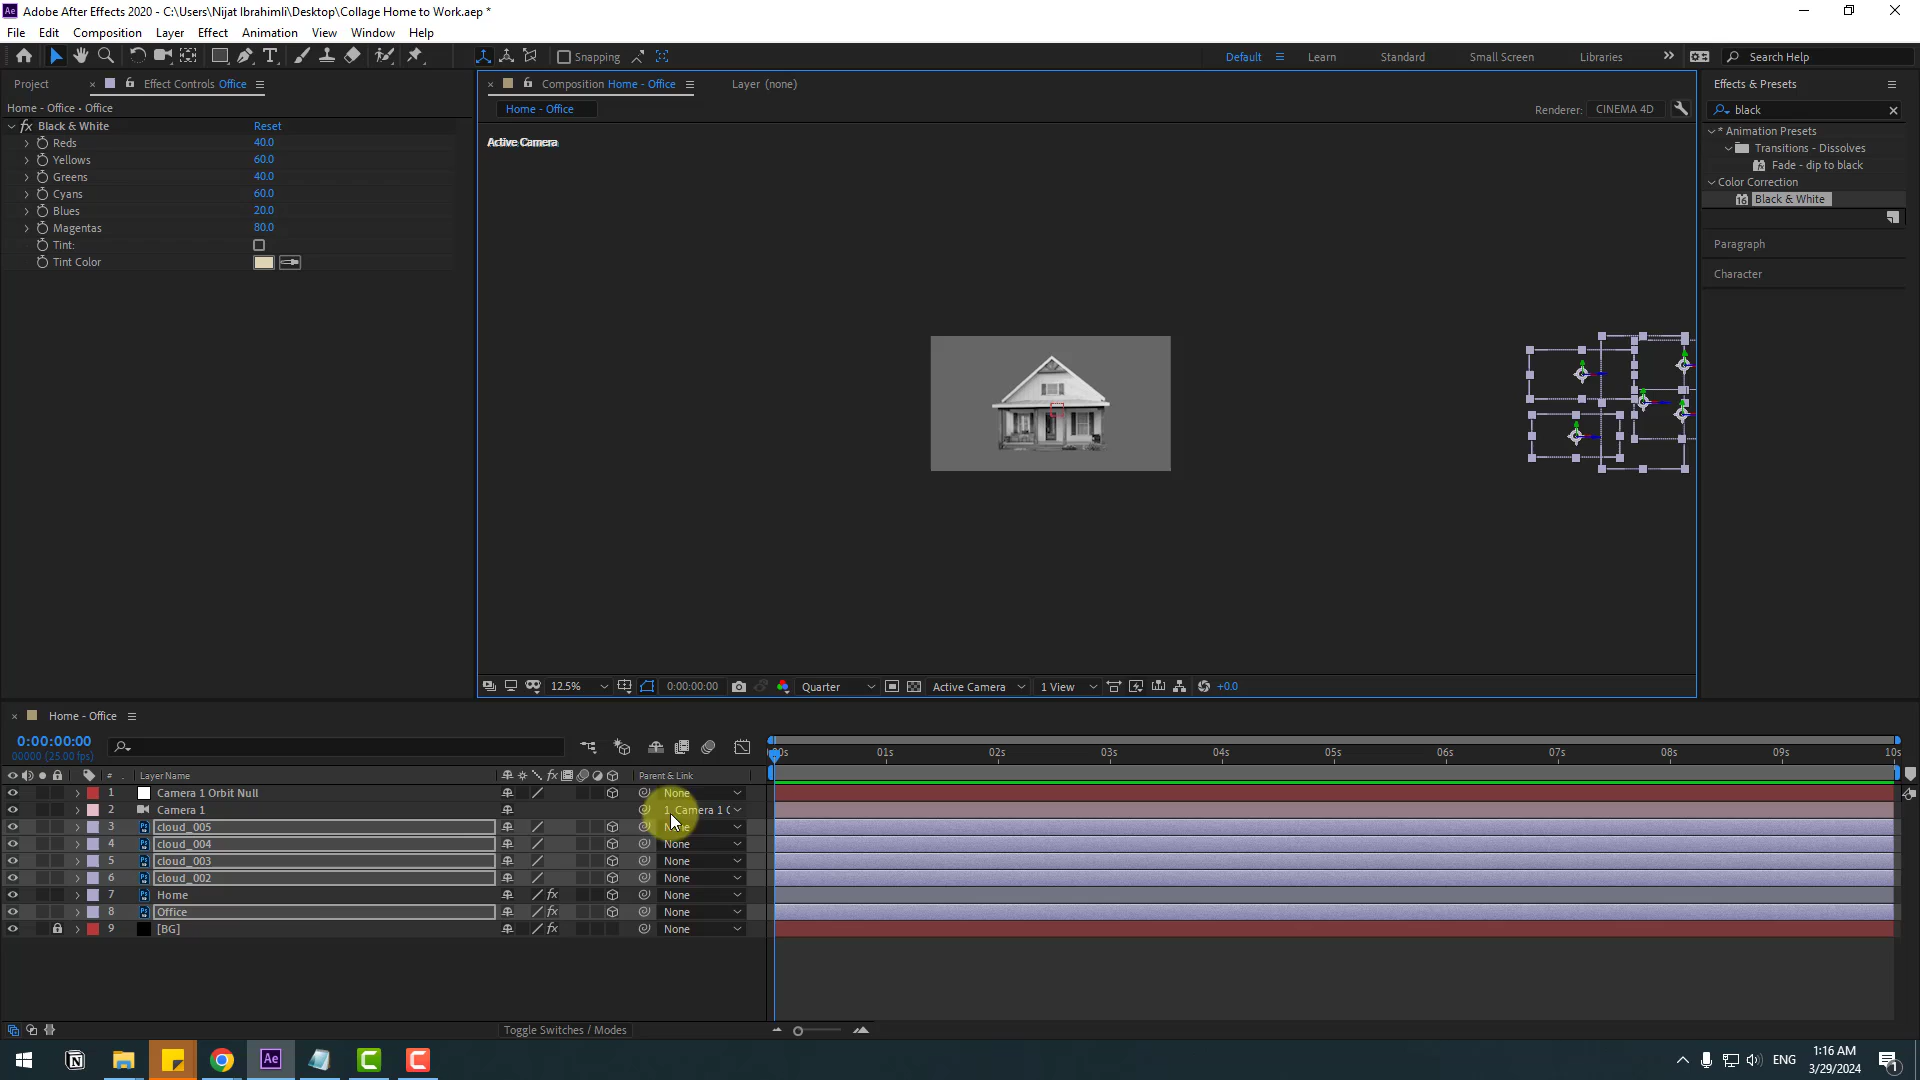 Adobe After Effects 2020 - C:\Users\Nijat Ibrahimli\Desktop\Collage Home to Work.aep *
File Edit Composition Layer Effect Animation View Window Help
Snapping
Default Learn Standard Small Screen Libraries Search Help
Project
Effect Controls Office
Composition Home - Office
Layer (none)
Effects & Presets
Home - Office • Office
Home - Office
Renderer: CINEMA 4D
black
fx Black & White Reset
Reds 40.0
Yellows 60.0
Greens 40.0
Cyans 60.0
Blues 20.0
Magentas 80.0
Tint:
Tint Color
Active Camera
* Animation Presets
Transitions - Dissolves
Fade - dip to black
Color Correction
Black & White
Paragraph
Character
12.5% 0:00:00:00 Quarter Active Camera 1 View +0.0
Home - Office
0:00:00:00
00000 (25.00 fps)
:00s 01s 02s 03s 04s 05s 06s 07s 08s 09s 10s
# Layer Name fx Parent & Link
1 Camera 1 Orbit Null None
2 Camera 1 1. Camera 1 O
3 cloud_005 None
4 cloud_004 None
5 cloud_003 None
6 cloud_002 None
7 Home fx None
8 Office fx None
9 [BG] fx None
Toggle Switches / Modes
Ae
ENG
1:16 AM
3/29/2024
1